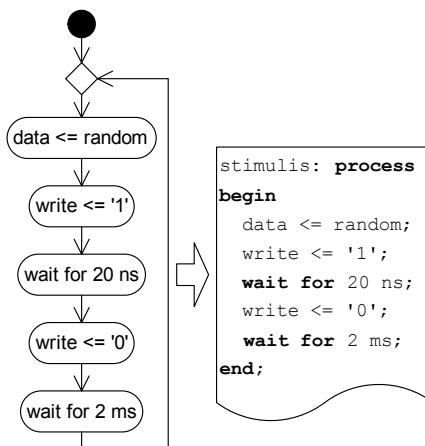 data <= random
write <= '1'
wait for 20 ns
write <= '0'
wait for 2 ms
stimulis: process
begin
data <= random;
write <= '1';
wait for 20 ns;
write <= '0';
wait for 2 ms;
end;